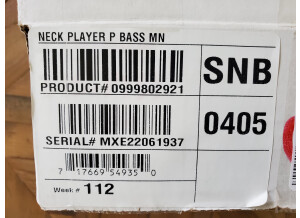 NECK PLAYER P BASS MN
PRODUCT# 0999802921
SNB
SERIAL# MXE22061937
0405
7 17669 54935 0
Week # 112